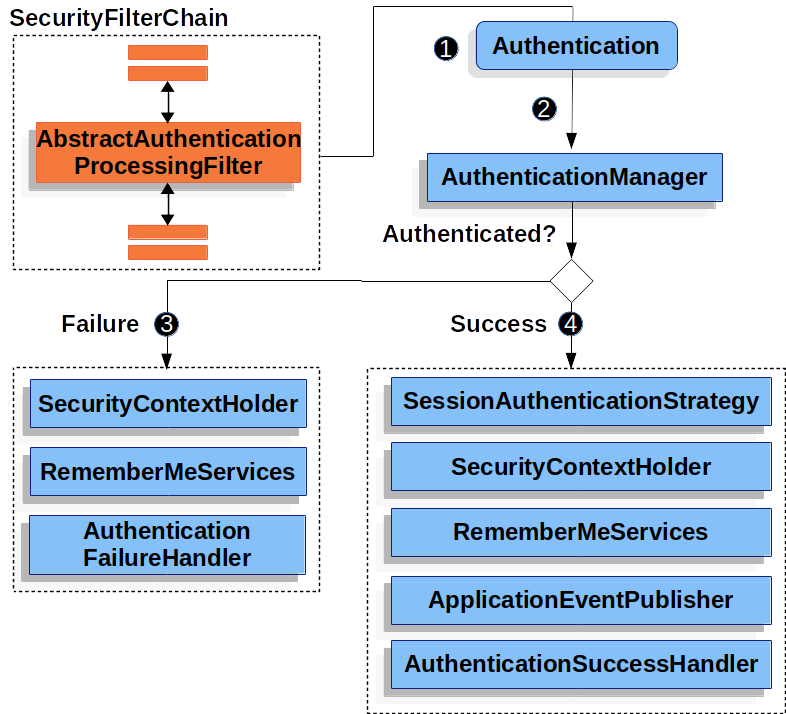 SecurityFilterChain
AbstractAuthentication
ProcessingFilter
1
Authentication
2
AuthenticationManager
Authenticated?
Failure
3
Success
4
SecurityContextHolder
RememberMeServices
Authentication
FailureHandler
SessionAuthenticationStrategy
SecurityContextHolder
RememberMeServices
ApplicationEventPublisher
AuthenticationSuccessHandler